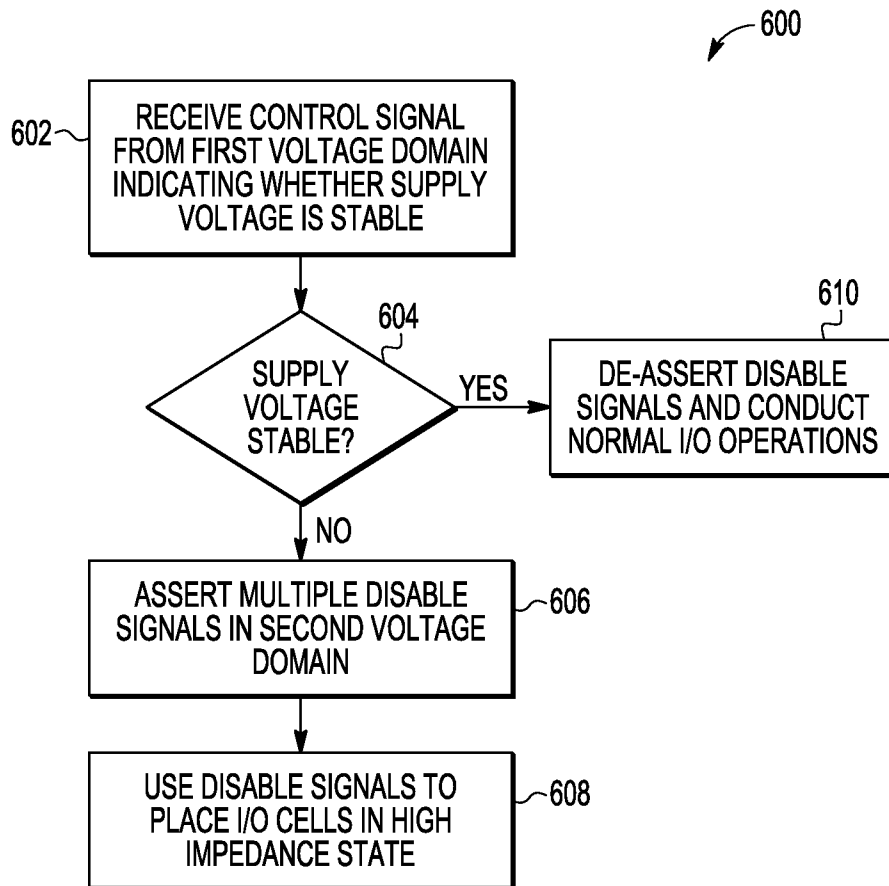 600
602
RECEIVE CONTROL SIGNAL
FROM FIRST VOLTAGE DOMAIN
INDICATING WHETHER SUPPLY
VOLTAGE IS STABLE
604
SUPPLY
VOLTAGE
STABLE?
YES
610
DE-ASSERT DISABLE
SIGNALS AND CONDUCT
NORMAL I/O OPERATIONS
NO
ASSERT MULTIPLE DISABLE
SIGNALS IN SECOND VOLTAGE
DOMAIN
606
USE DISABLE SIGNALS TO
PLACE I/O CELLS IN HIGH
IMPEDANCE STATE
608